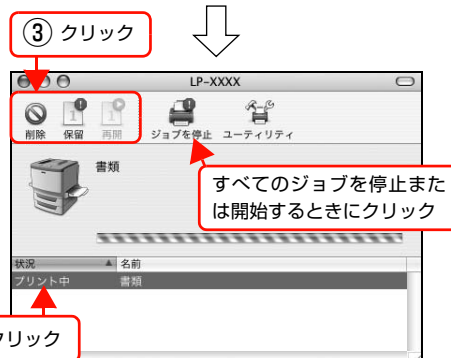 ③ クリック
LP-XXXX
削除 保留 再開 ジョブを停止 ユーティリティ
書類
すべてのジョブを停止また
は開始するときにクリック
状況 名前
プリント中 書類
クリック